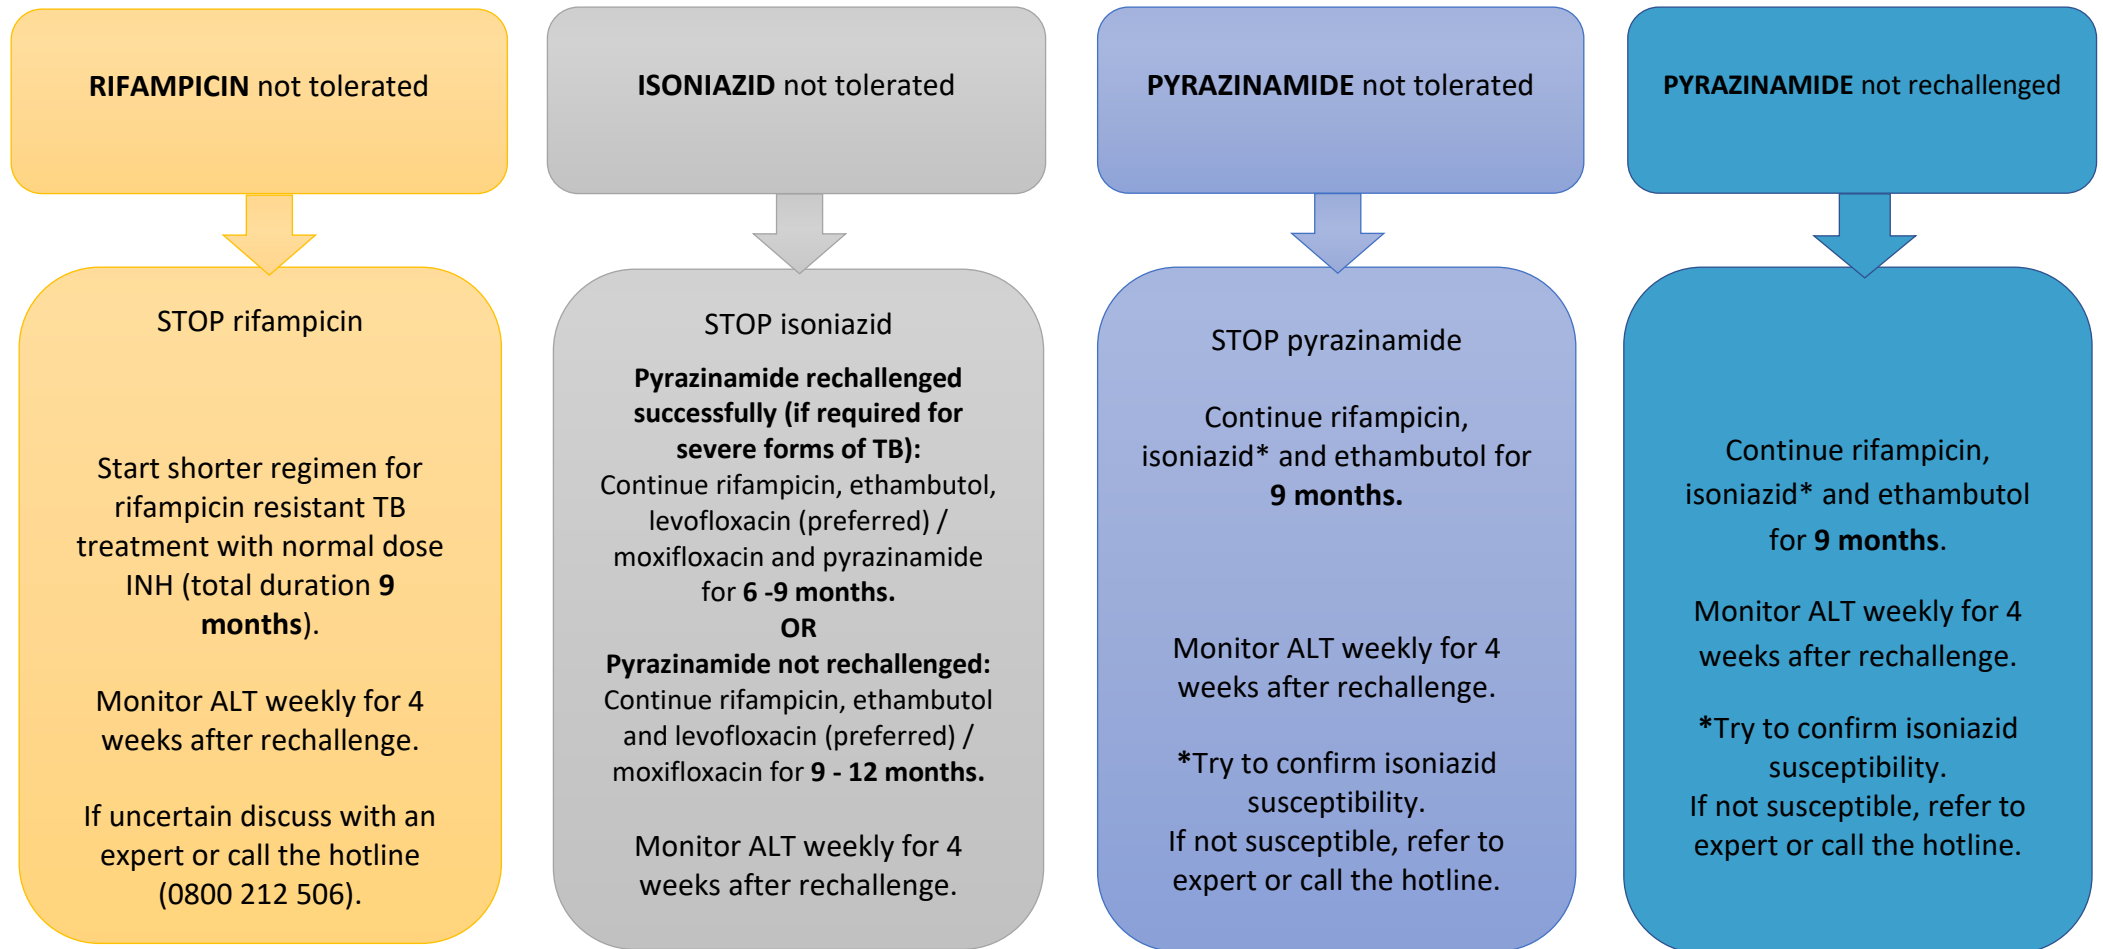 RIFAMPICIN not tolerated
STOP rifampicin
Start shorter regimen for
rifampicin resistant TB
treatment with normal dose
INH (total duration 9
months).
Monitor ALT weekly for 4
weeks after rechallenge.
If uncertain discuss with an
expert or call the hotline
(0800 212 506).
ISONIAZID not tolerated
STOP isoniazid
Pyrazinamide rechallenged
successfully (if required for
severe forms of TB):
Continue rifampicin, ethambutol,
levofloxacin (preferred) /
moxifloxacin and pyrazinamide
for 6 -9 months.
OR
Pyrazinamide not rechallenged:
Continue rifampicin, ethambutol
and levofloxacin (preferred) /
moxifloxacin for 9 - 12 months.
Monitor ALT weekly for 4
weeks after rechallenge.
PYRAZINAMIDE not tolerated
STOP pyrazinamide
Continue rifampicin,
isoniazid* and ethambutol for
9 months.
Monitor ALT weekly for 4
weeks after rechallenge.
*Try to confirm isoniazid
susceptibility.
If not susceptible, refer to
expert or call the hotline.
PYRAZINAMIDE not rechallenged
Continue rifampicin,
isoniazid* and ethambutol
for 9 months.
Monitor ALT weekly for 4
weeks after rechallenge.
*Try to confirm isoniazid
susceptibility.
If not susceptible, refer to
expert or call the hotline.